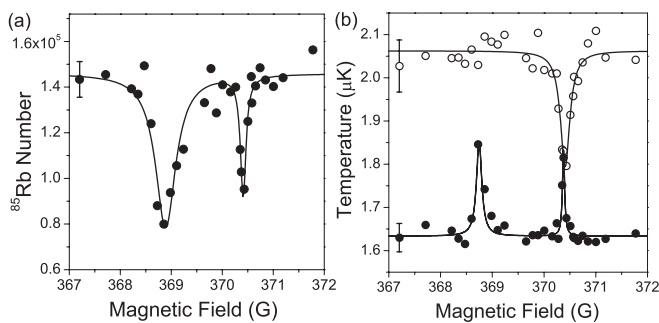 (a)
1.6x10⁵
1.4
1.2
1.0
0.8
0.6
⁸⁵Rb Number
367 368 369 370 371 372
Magnetic Field (G)
(b)
2.1
2.0
1.9
1.8
1.7
1.6
1.5
Temperature (μK)
367 368 369 370 371 372
Magnetic Field (G)